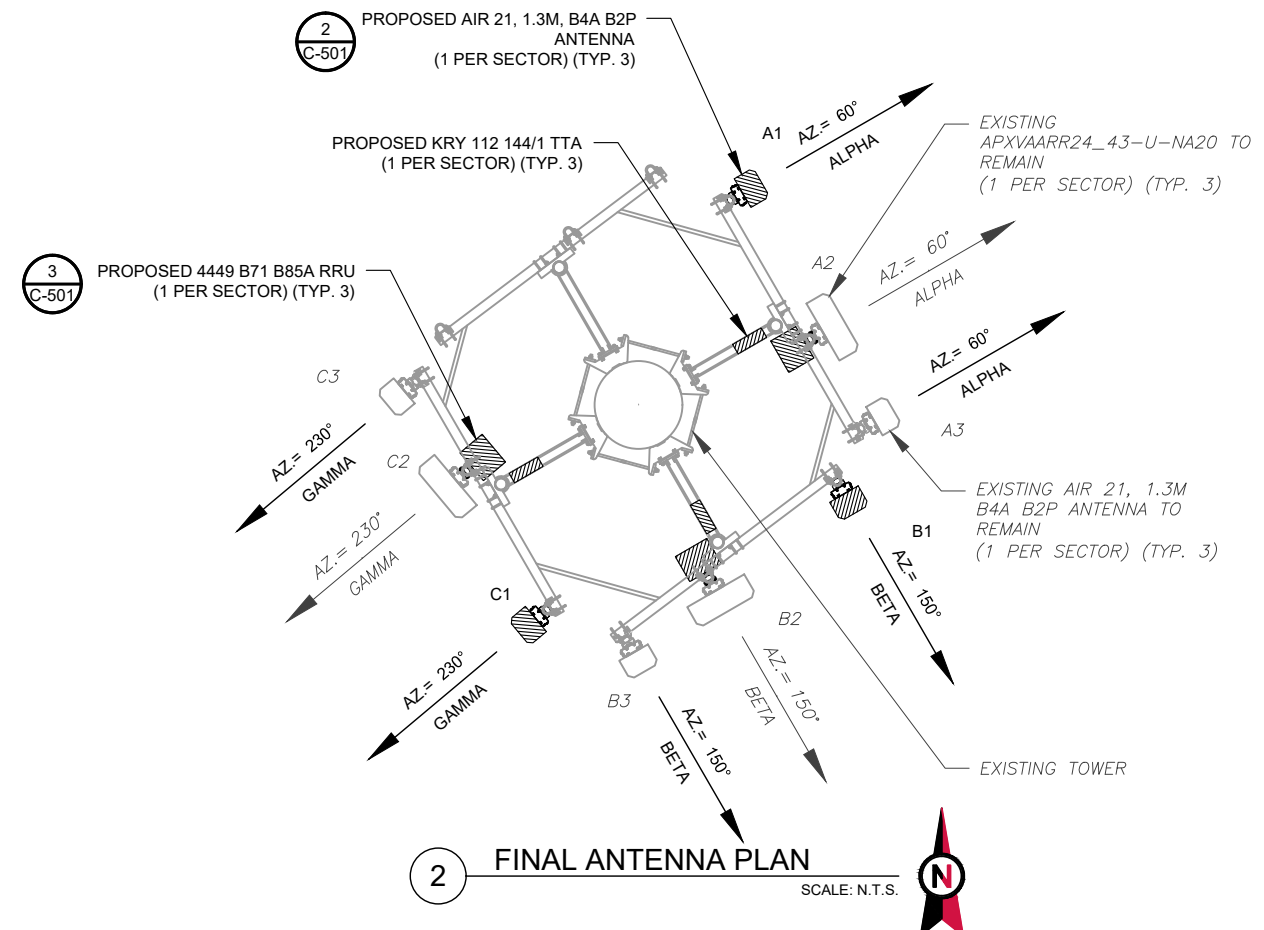 2
C-501
PROPOSED AIR 21, 1.3M, B4A B2P
ANTENNA
(1 PER SECTOR) (TYP. 3)
PROPOSED KRY 112 144/1 TTA
(1 PER SECTOR) (TYP. 3)
3
C-501
PROPOSED 4449 B71 B85A RRU
(1 PER SECTOR) (TYP. 3)
A1
AZ.= 60°
ALPHA
EXISTING
APXVAARR24_43-U-NA20 TO
REMAIN
(1 PER SECTOR) (TYP. 3)
A2
AZ.= 60°
ALPHA
AZ.= 60°
ALPHA
A3
EXISTING AIR 21, 1.3M
B4A B2P ANTENNA TO
REMAIN
(1 PER SECTOR) (TYP. 3)
C3
AZ.= 230°
GAMMA
C2
AZ.= 230°
GAMMA
C1
AZ.= 230°
GAMMA
B1
AZ.= 150°
BETA
B2
AZ.= 150°
BETA
B3
AZ.= 150°
BETA
EXISTING TOWER
2
FINAL ANTENNA PLAN
SCALE: N.T.S.
N